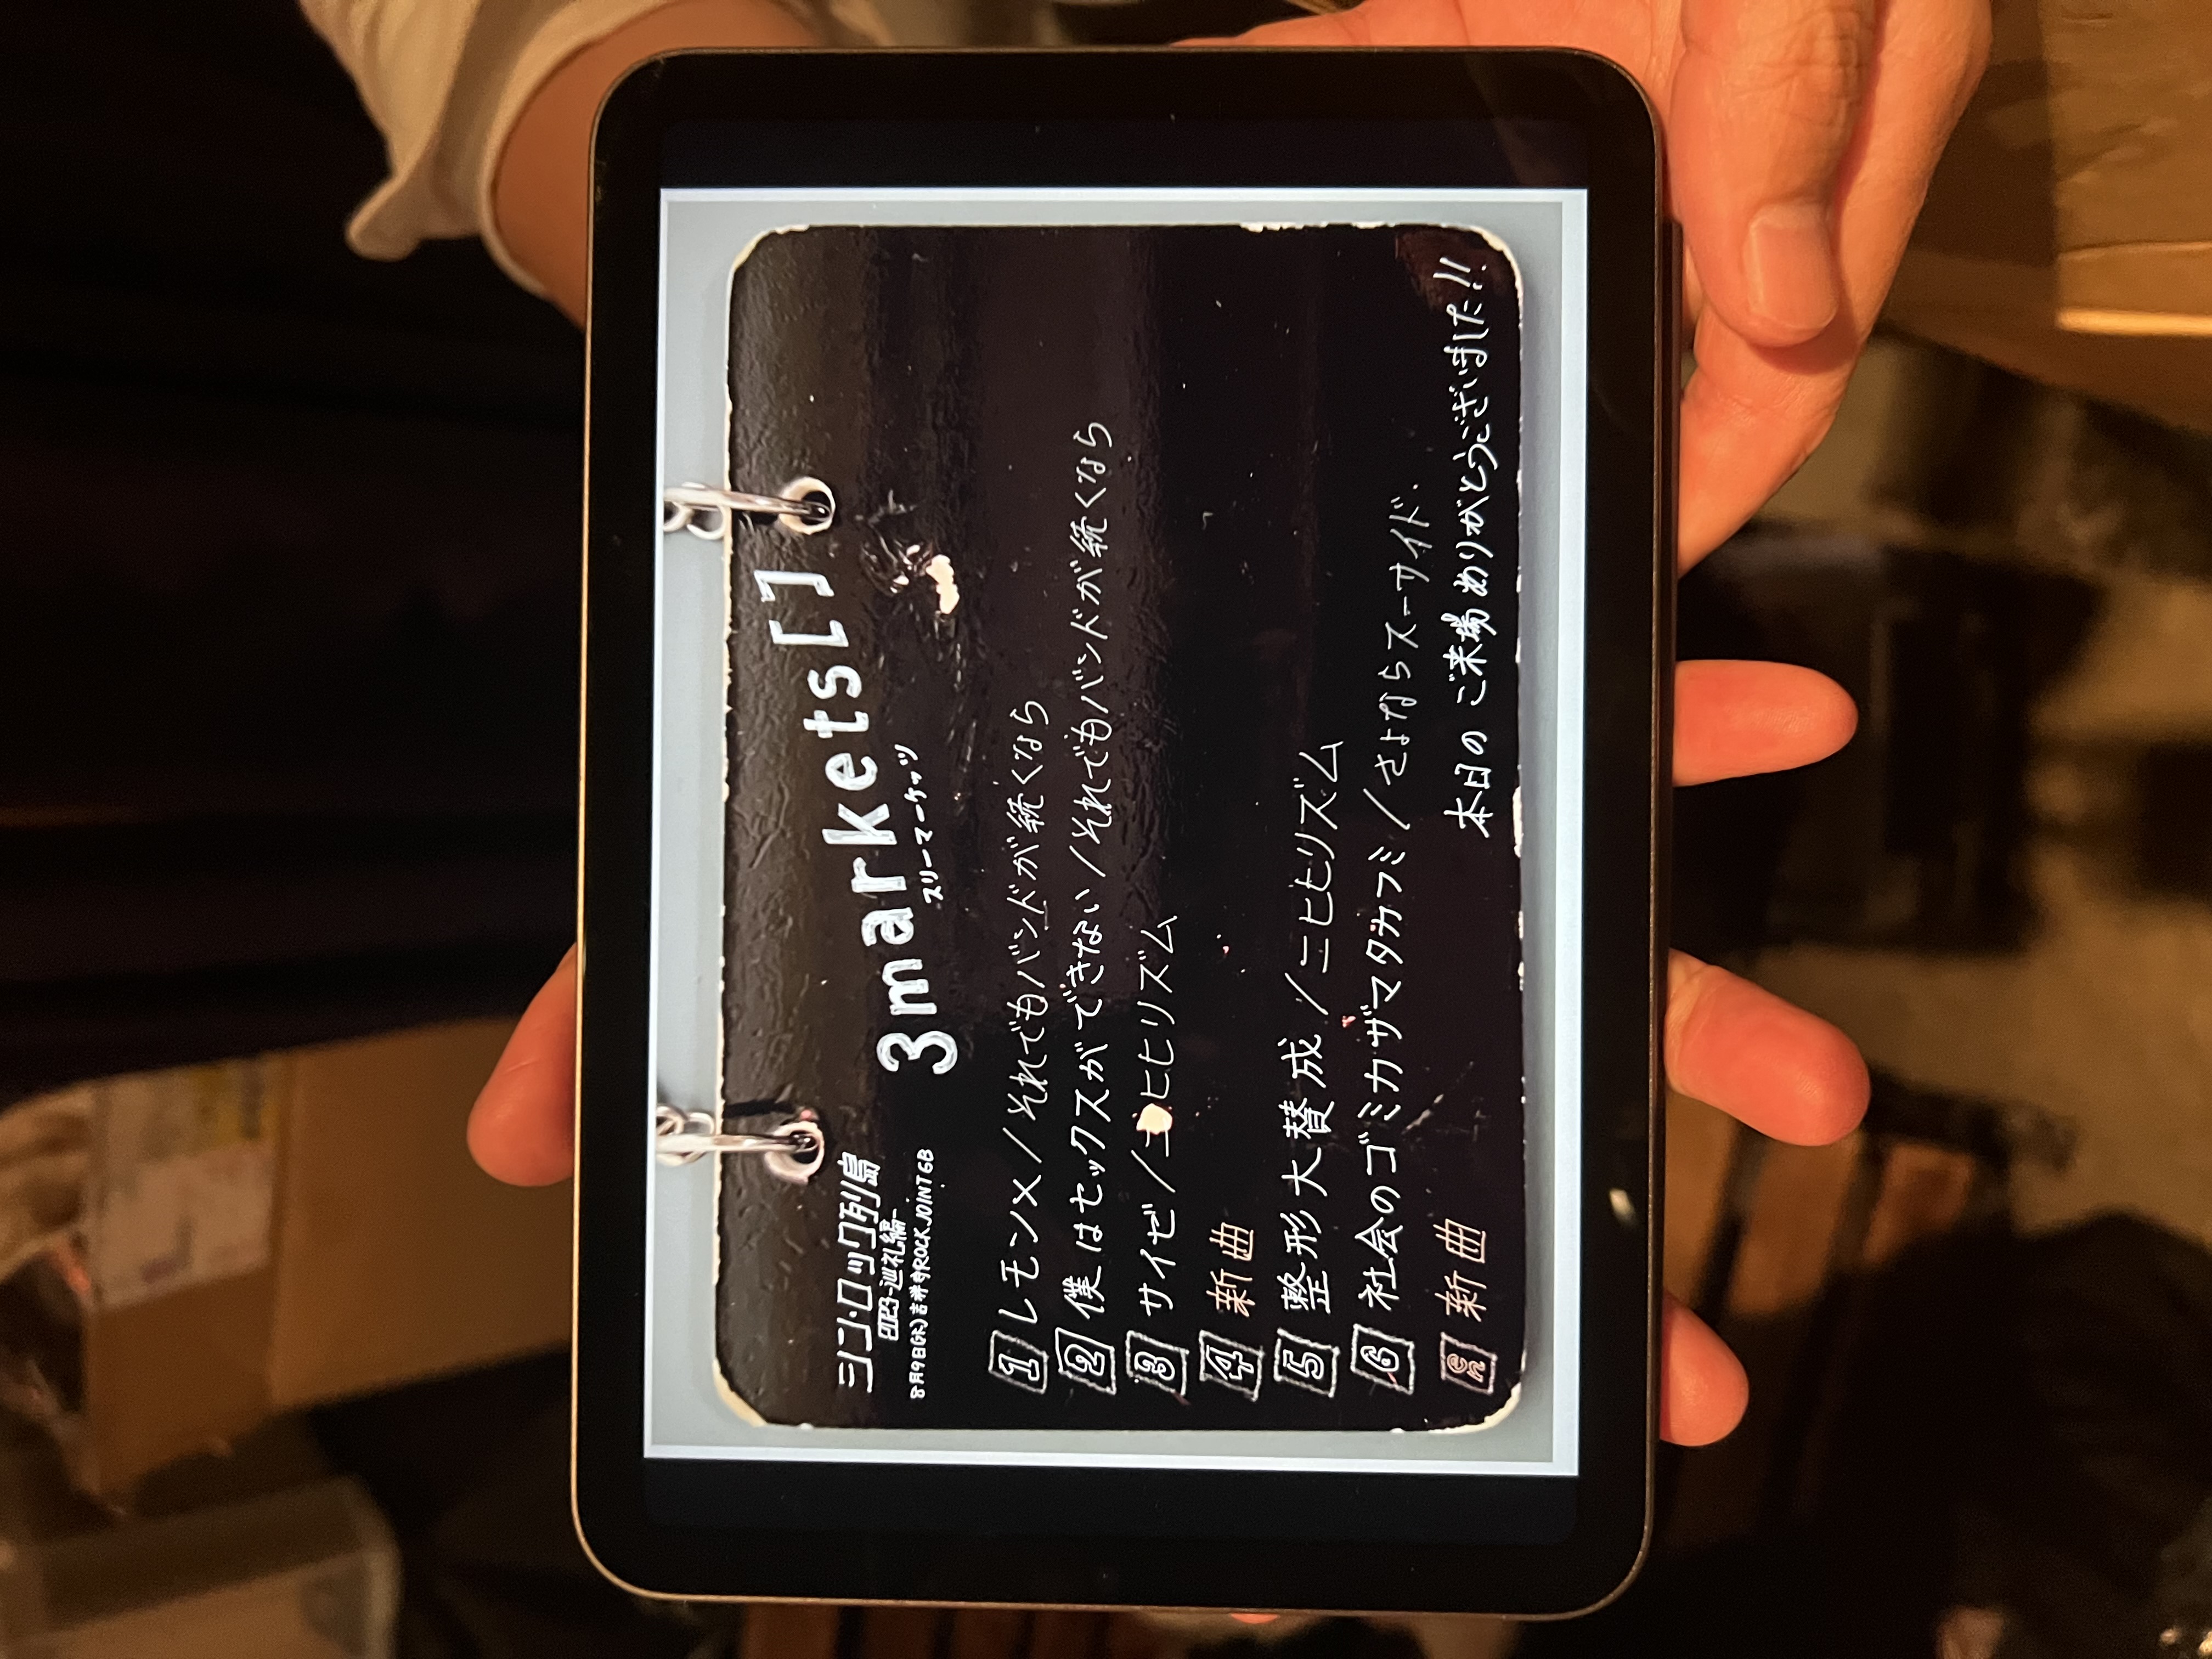 シン・ロック列島
2023-巡礼編-
8月9日(水)吉祥寺ROCK JOINT GB
3markets[]
スリーマーケッツ
1 レモン×/それでもバンドが続くなら
2 僕はセックスができない/それでもバンドが続くなら
3 サイゼ/ニヒヒリズム
4 新曲
5 整形大賛成/ニヒヒリズム
6 社会のゴミカザマタカフミ/さよならスーサイド.
en 新曲
本日のご来場ありがとうございました!!